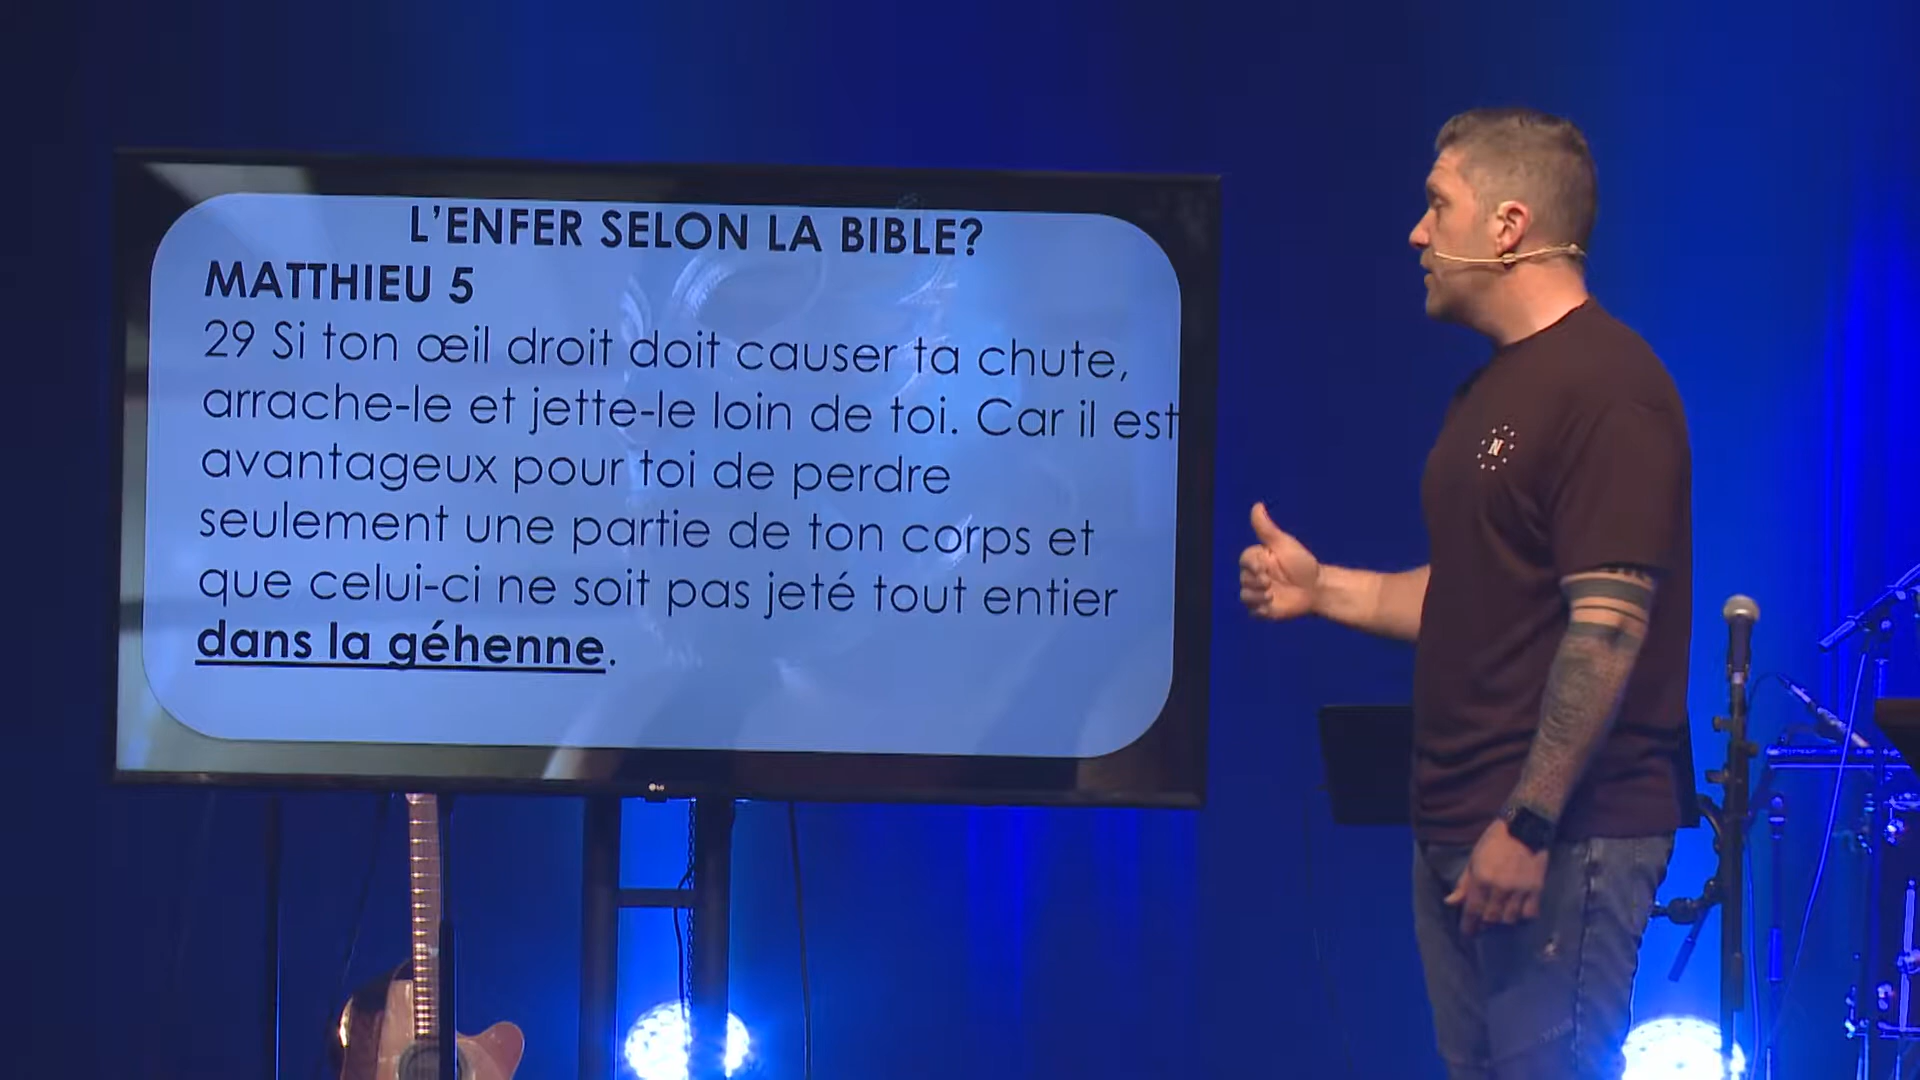 L'ENFER SELON LA BIBLE?
MATTHIEU 5
29 Si ton œil droit doit causer ta chute,
arrache-le et jette-le loin de toi. Car il est
avantageux pour toi de perdre
seulement une partie de ton corps et
que celui-ci ne soit pas jeté tout entier
dans la géhenne.
LG
N